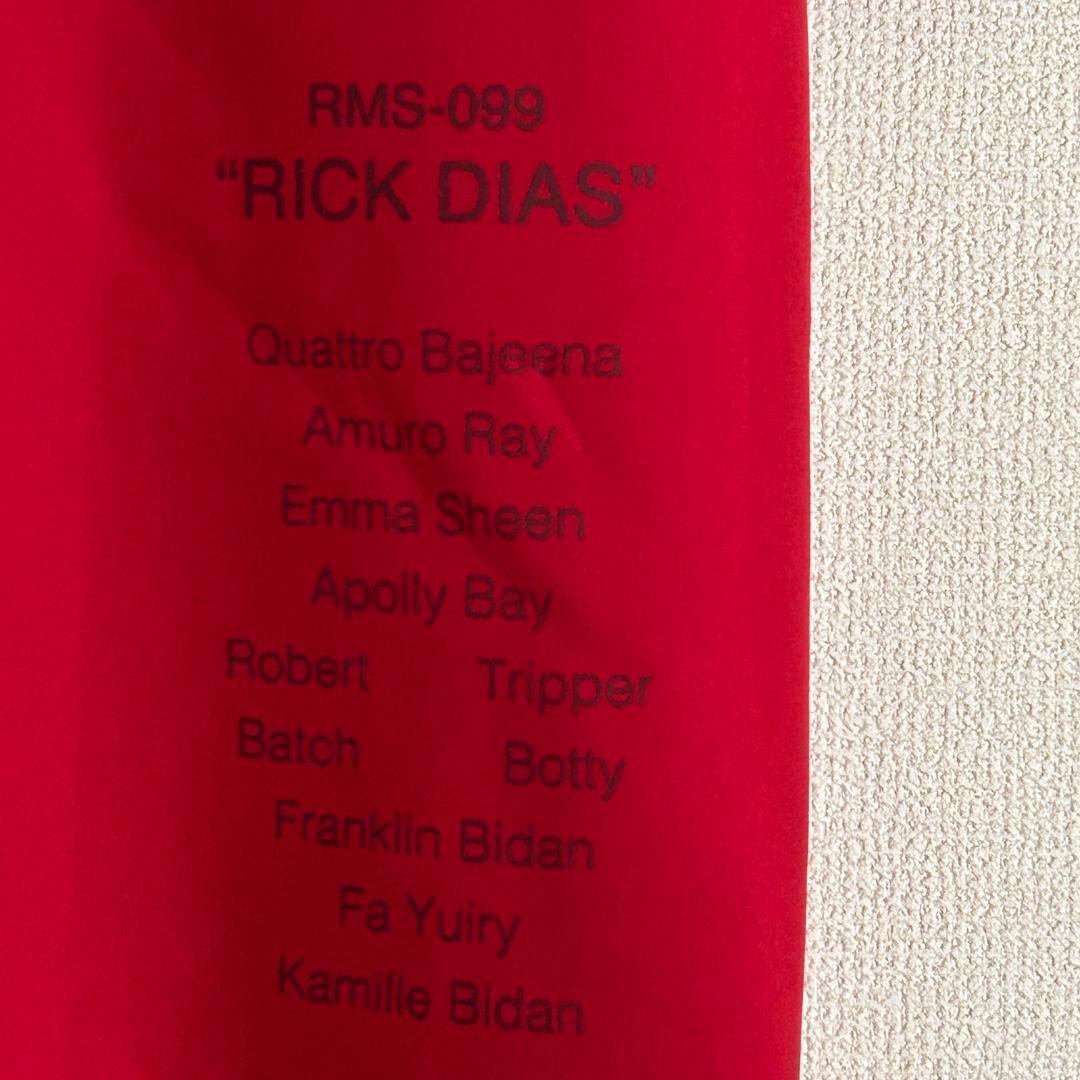 RMS-099
“RICK DIAS”
Quattro Bajeena
Amuro Ray
Emma Sheen
Apolly Bay
Robert Tripper
Batch Botty
Franklin Bidan
Fa Yuiry
Kamille Bidan